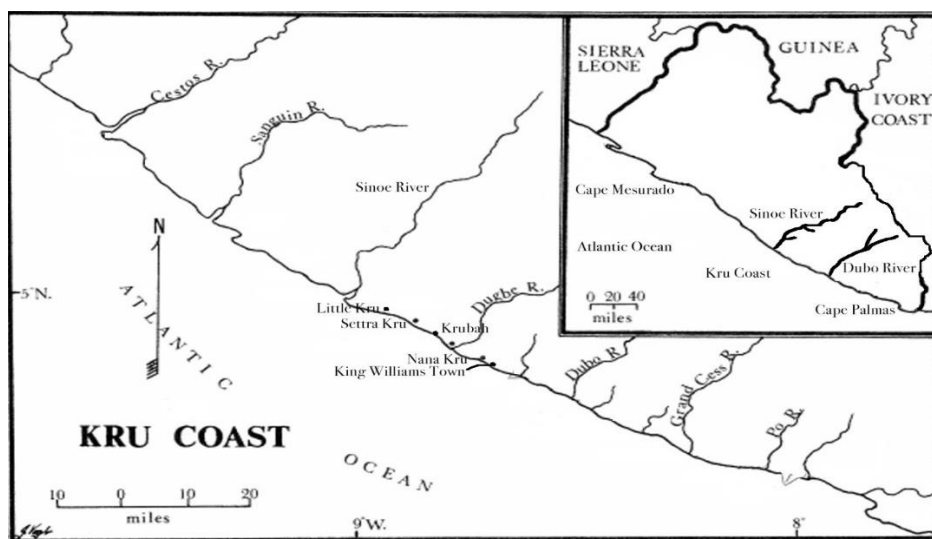 Cestos R.
Sanguin R.
Sinoe River
N
5°N.
ATLANTIC
OCEAN
Little Kru
Settra Kru
Krubah
Dugbe R.
Nana Kru
King Williams Town
Dubo R
Grand Cess R.
Po R.
KRU COAST
10 0 10 20
miles
9°W.
8°
SIERRA
LEONE
GUINEA
IVORY
COAST
Cape Mesurado
Sinoe River
Atlantic Ocean
Kru Coast
Dubo River
0 20 40
miles
Cape Palmas